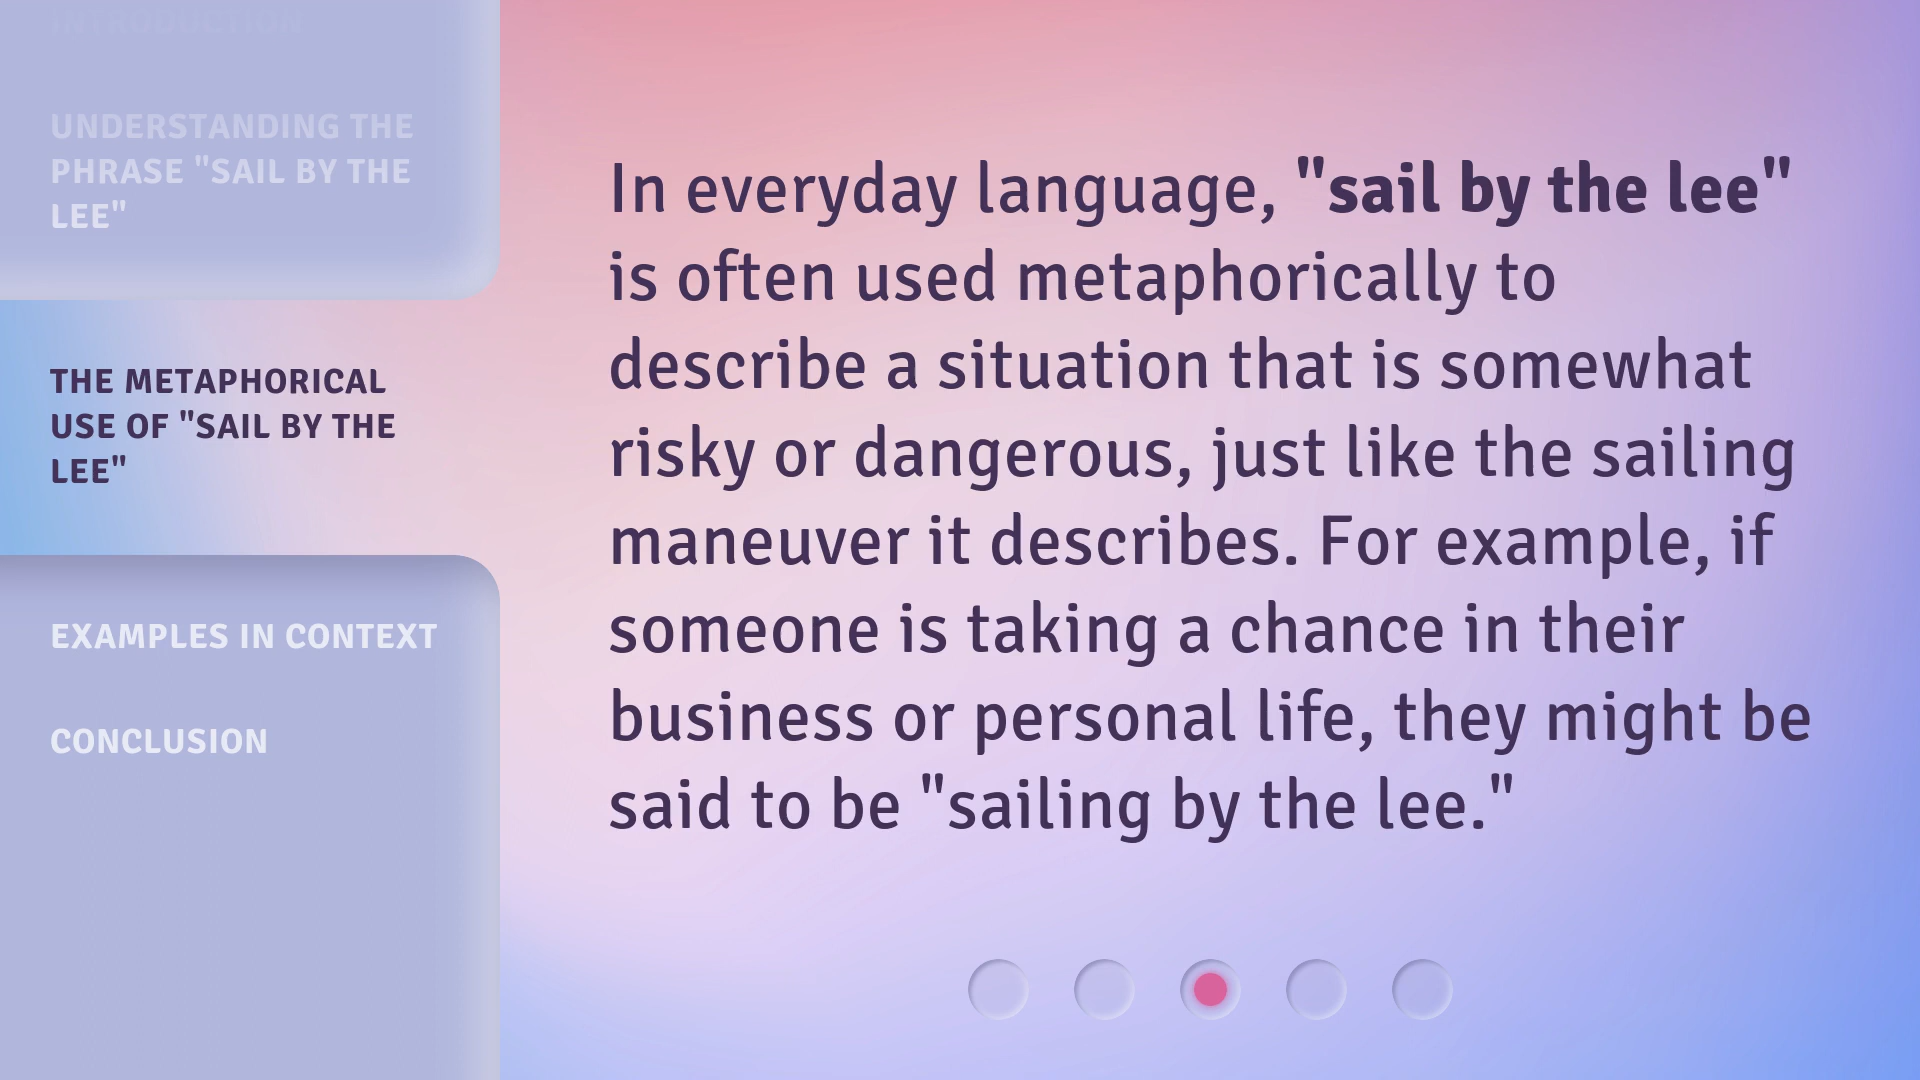 INTRODUCTION
UNDERSTANDING THE
PHRASE "SAIL BY THE
LEE"
THE METAPHORICAL
USE OF "SAIL BY THE
LEE"
EXAMPLES IN CONTEXT
CONCLUSION
In everyday language, "sail by the lee"
is often used metaphorically to
describe a situation that is somewhat
risky or dangerous, just like the sailing
maneuver it describes. For example, if
someone is taking a chance in their
business or personal life, they might be
said to be "sailing by the lee."